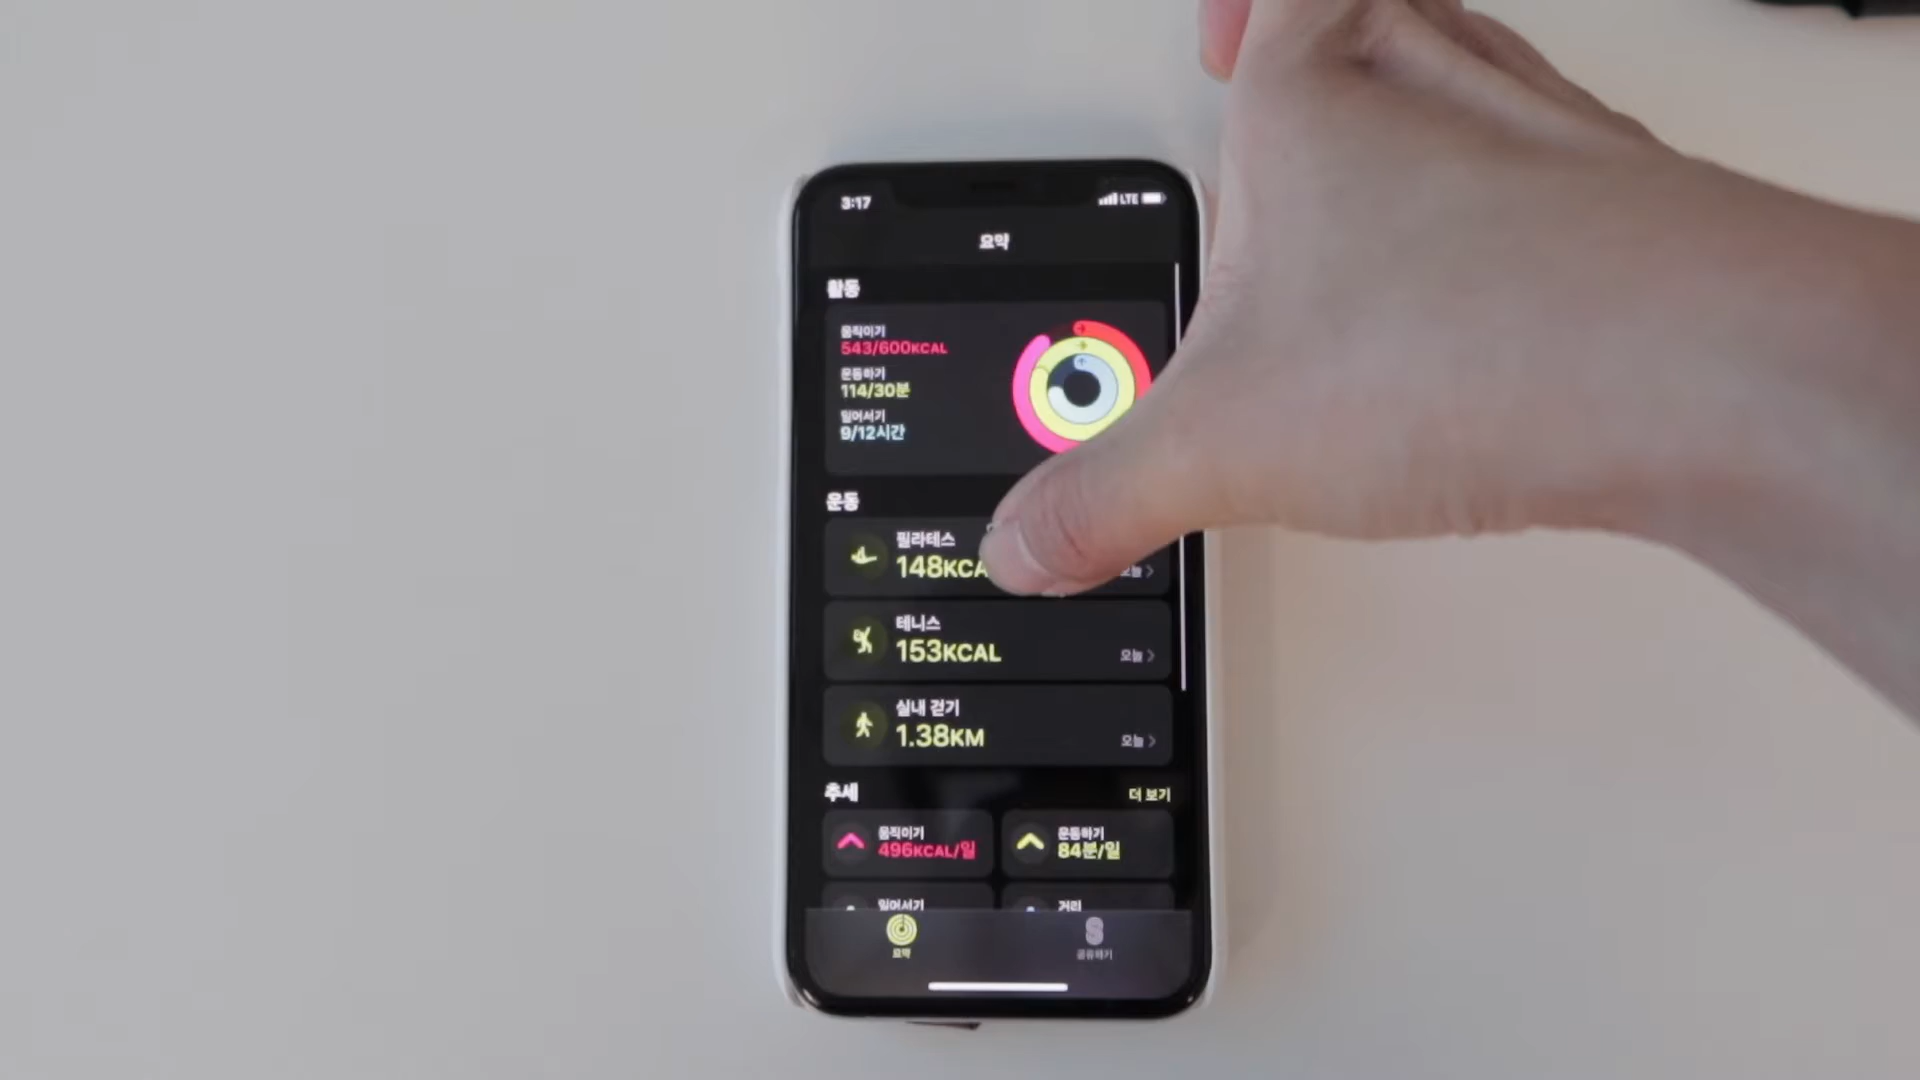 3:17
LTE
요약
활동
움직이기
543/600KCAL
운동하기
114/30분
일어서기
9/12시간
운동
필라테스
148KCA
오늘
테니스
153KCAL
오늘
실내 걷기
1.38KM
오늘
추세
더 보기
움직이기
496KCAL/일
운동하기
84분/일
일어서기
거리
요약
공유하기